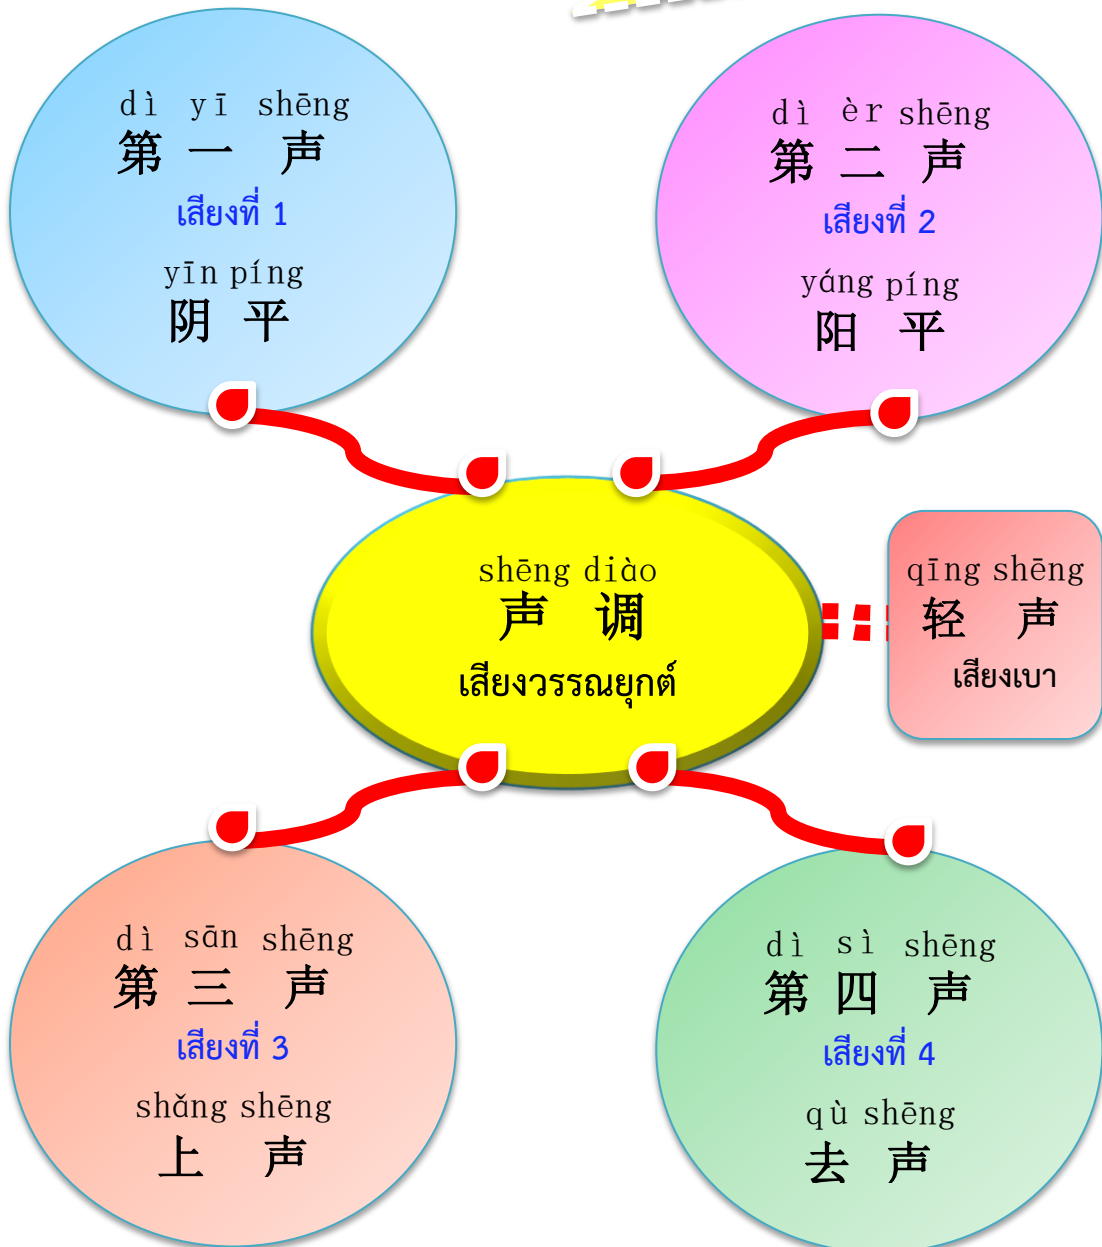 dì yī shēng
第 一 声
เสียงที่ 1
yīn píng
阴 平
dì èr shēng
第 二 声
เสียงที่ 2
yáng píng
阳 平
shēng diào
声 调
เสียงวรรณยุกต์
qīng shēng
轻 声
เสียงเบา
dì sān shēng
第 三 声
เสียงที่ 3
shǎng shēng
上 声
dì sì shēng
第 四 声
เสียงที่ 4
qù shēng
去 声